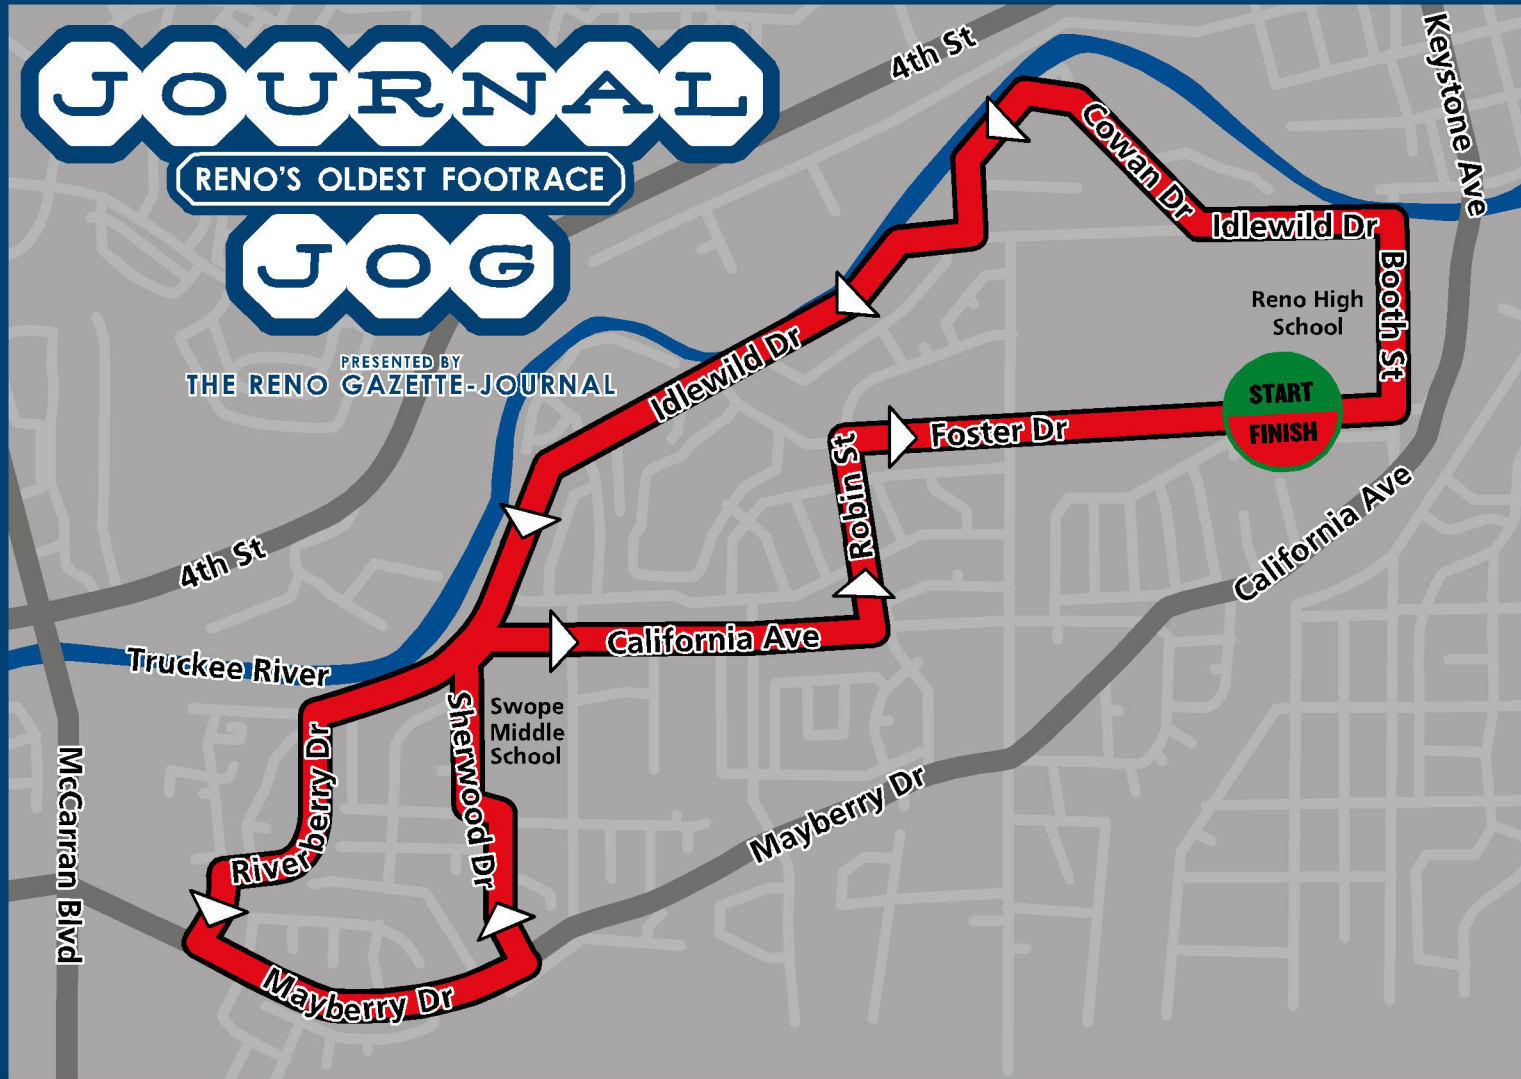 JOURNAL
RENO'S OLDEST FOOTRACE
JOG
PRESENTED BY
THE RENO GAZETTE-JOURNAL
4th St
Keystone Ave
Cowan Dr
Idlewild Dr
Booth St
Reno High
School
START
FINISH
Idlewild Dr
Foster Dr
Robin St
California Ave
4th St
California Ave
Truckee River
Swope
Middle
School
Sherwood Dr
Riverberry Dr
McCarran Blvd
Mayberry Dr
Mayberry Dr